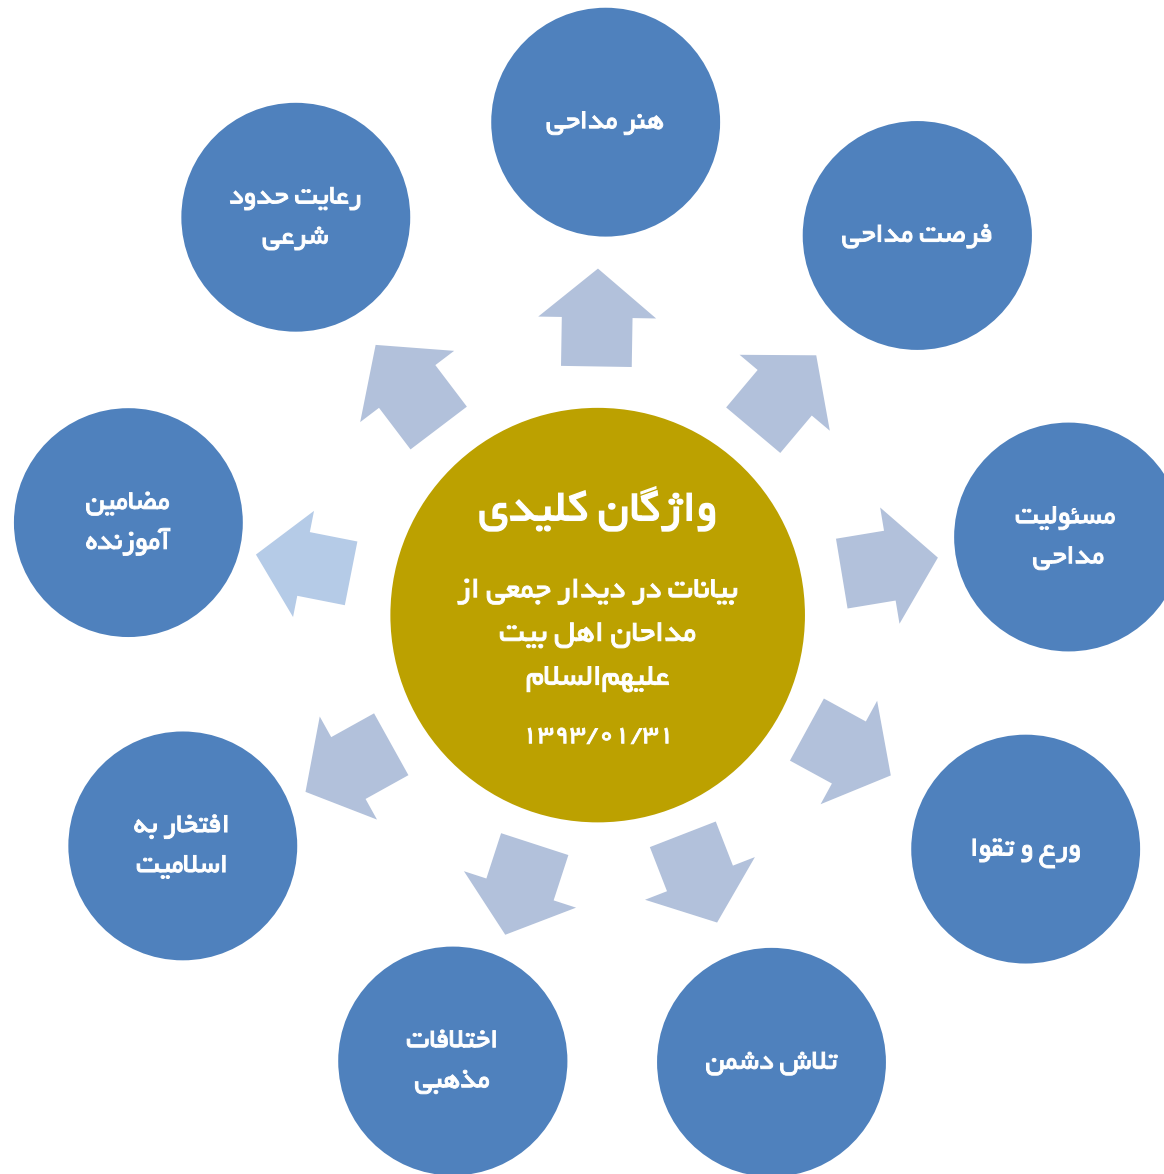 هنر مداحی
فرصت مداحی
مسئولیت
مداحی
ورع و تقوا
تلاش دشمن
اختلافات
مذهبی
افتخار به
اسلامیت
مضامین
آموزنده
رعایت حدود
شرعی
واژگان کلیدی
بیانات در دیدار جمعی از
مداحان اهل بیت
علیهم‌السلام
۱۳۹۳/۰۱/۳۱